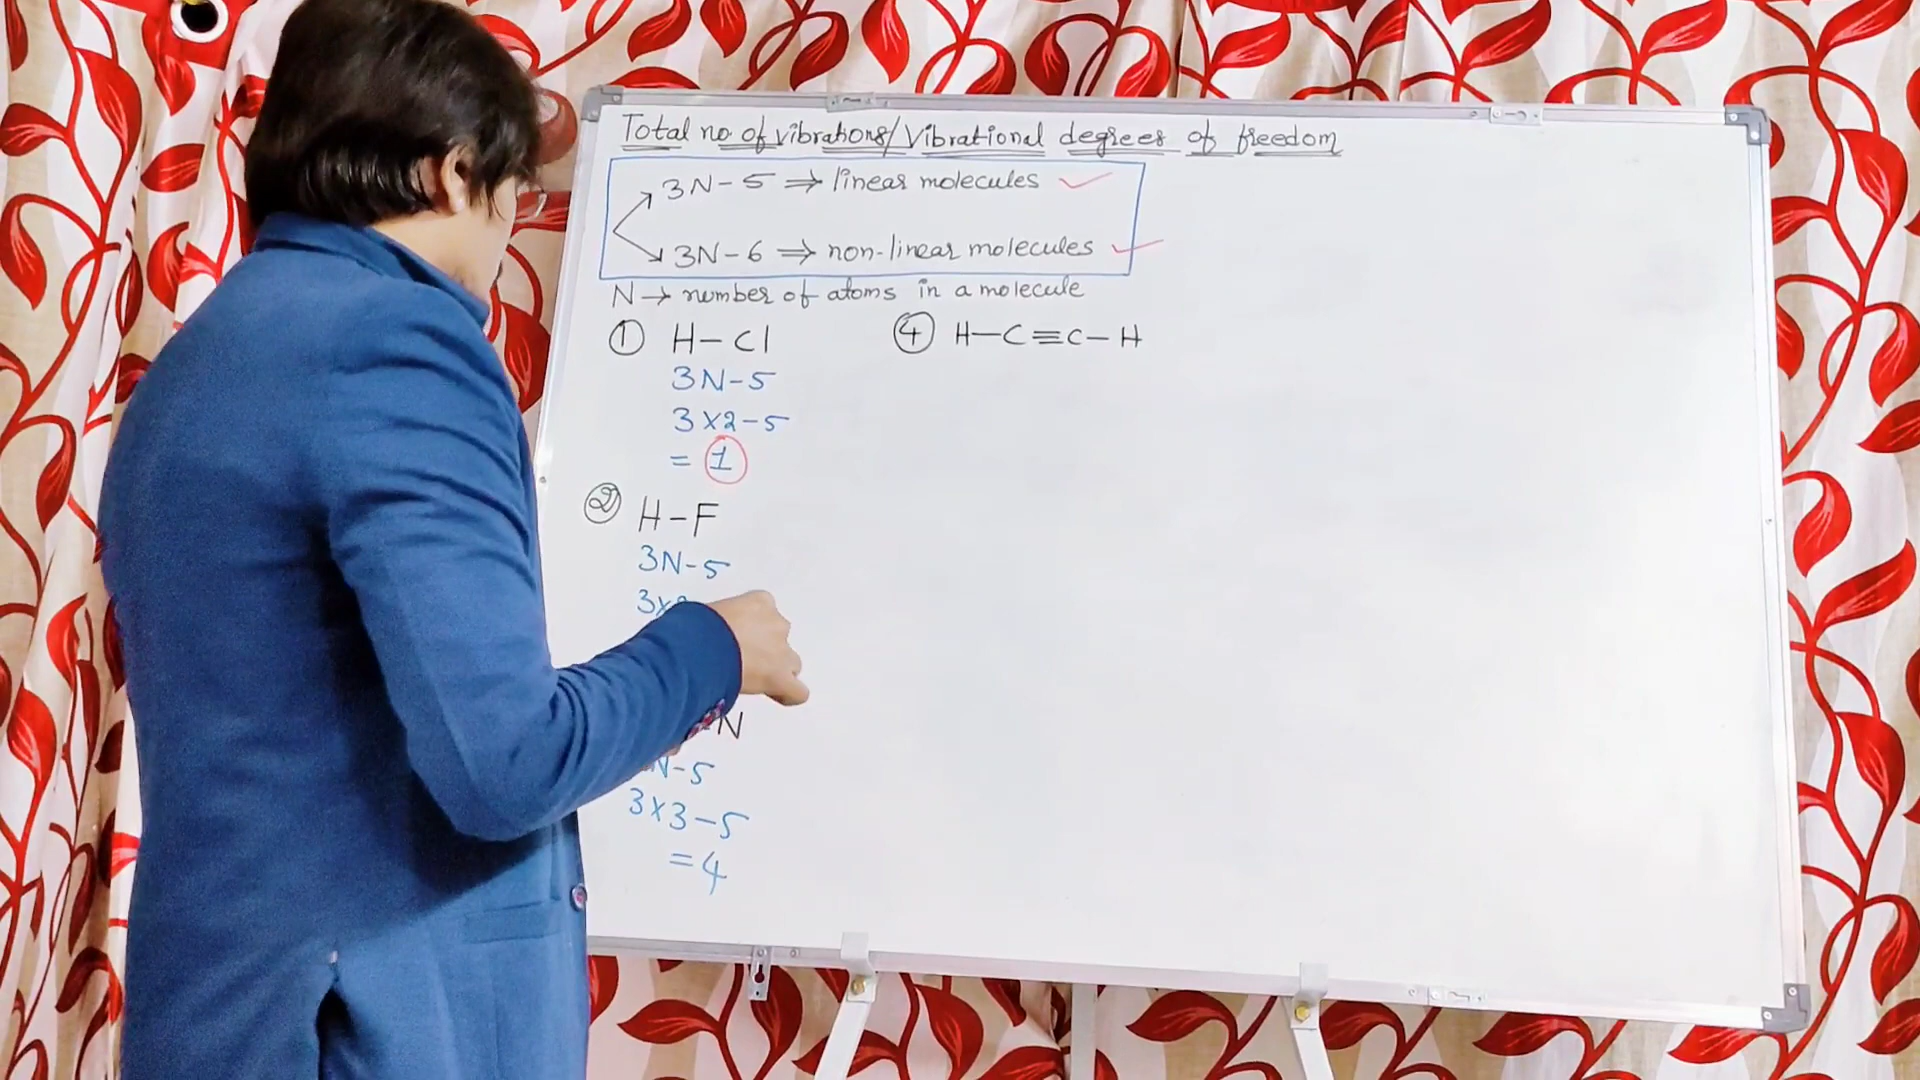 Total no of vibrations/Vibrational degrees of freedom
3N-5 ⇒ linear molecules ✓
3N-6 ⇒ non-linear molecules ✓
N → number of atoms in a molecule
① H-Cl
3N-5
3×2-5
= 1
② H-F
3N-5
3×2
N
N-5
3×3-5
=4
④ H-C≡C-H